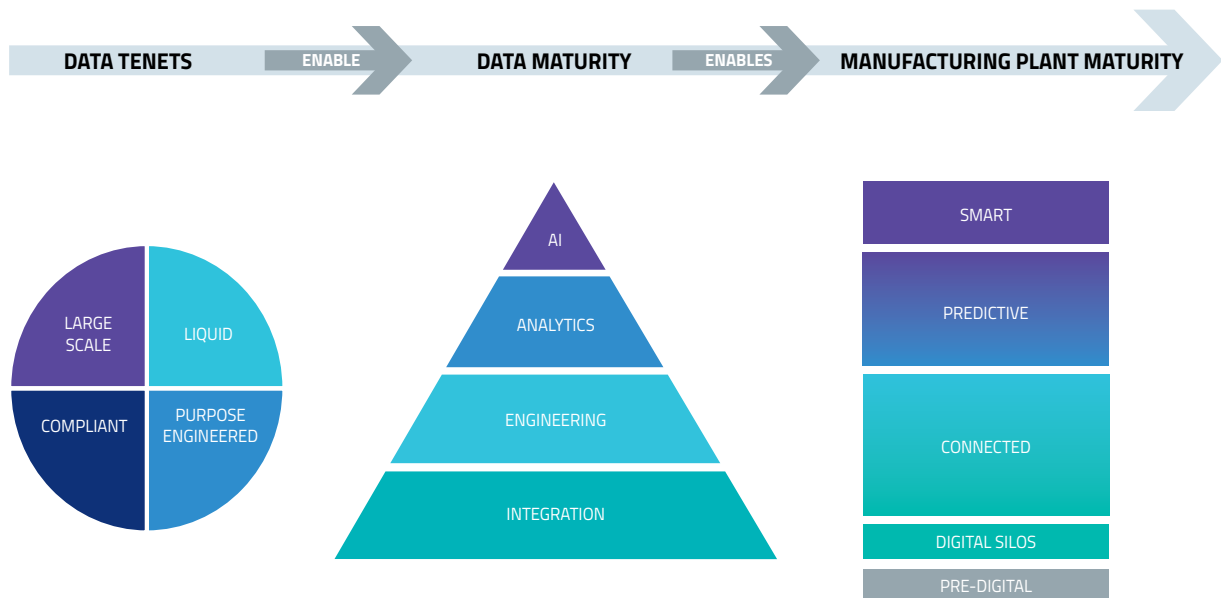 DATA TENETS
ENABLE
DATA MATURITY
ENABLES
MANUFACTURING PLANT MATURITY
LARGE
SCALE
LIQUID
COMPLIANT
PURPOSE
ENGINEERED
AI
ANALYTICS
ENGINEERING
INTEGRATION
SMART
PREDICTIVE
CONNECTED
DIGITAL SILOS
PRE-DIGITAL